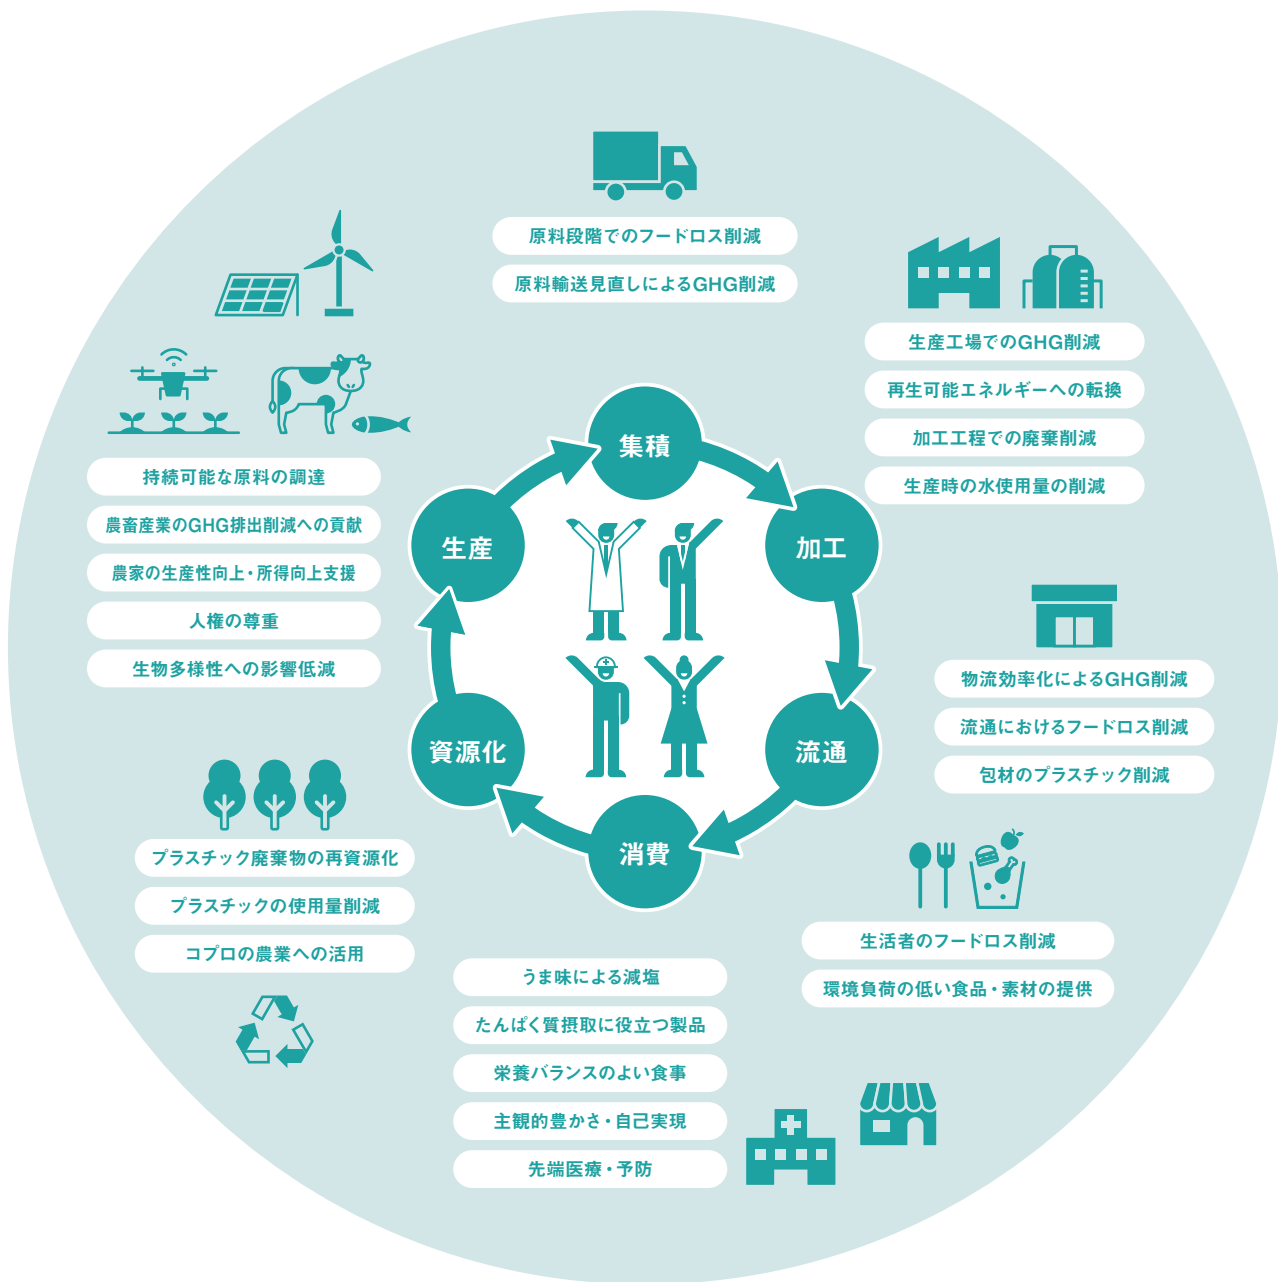 原料段階でのフードロス削減
原料輸送見直しによるGHG削減
生産工場でのGHG削減
再生可能エネルギーへの転換
加工工程での廃棄削減
生産時の水使用量の削減
持続可能な原料の調達
農畜産業のGHG排出削減への貢献
農家の生産性向上・所得向上支援
人権の尊重
生物多様性への影響低減
集積
生産
加工
資源化
流通
消費
物流効率化によるGHG削減
流通におけるフードロス削減
包材のプラスチック削減
プラスチック廃棄物の再資源化
プラスチックの使用量削減
コプロの農業への活用
生活者のフードロス削減
環境負荷の低い食品・素材の提供
うま味による減塩
たんぱく質摂取に役立つ製品
栄養バランスのよい食事
主観的豊かさ・自己実現
先端医療・予防